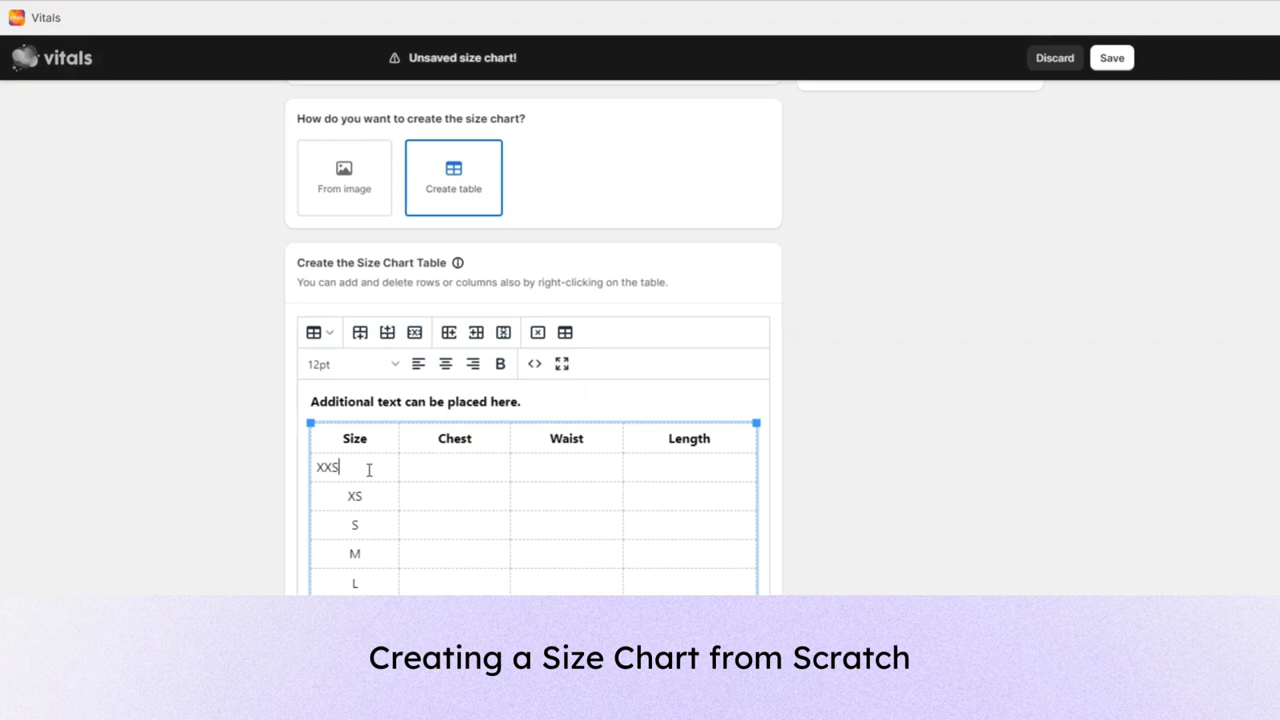 Vitals
vitals
Unsaved size chart!
Discard
Save
How do you want to create the size chart?
From image
Create table
Create the Size Chart Table
You can add and delete rows or columns also by right-clicking on the table.
12pt
B
Additional text can be placed here.
Size Chest Waist Length
XXS
XS
S
M
L
Creating a Size Chart from Scratch